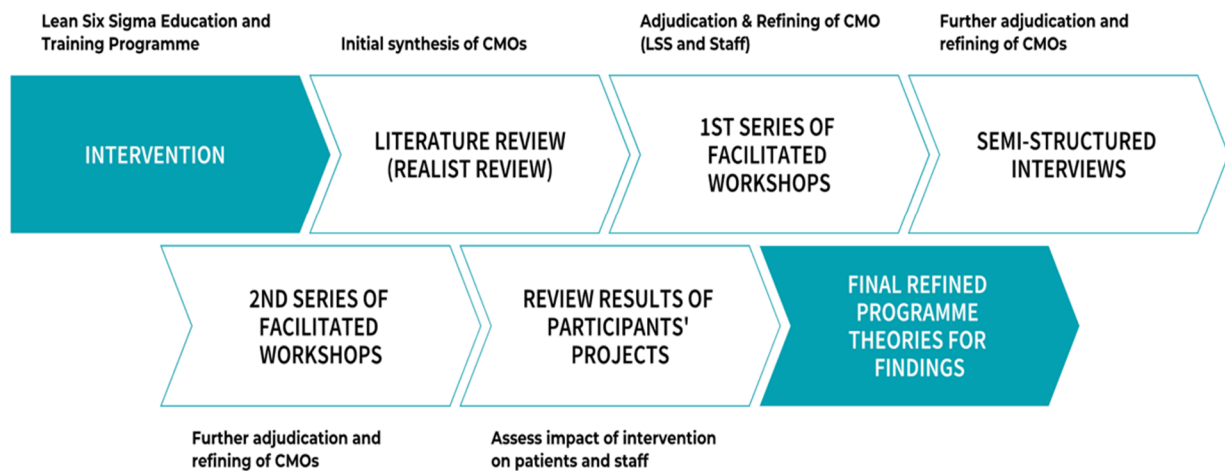 Lean Six Sigma Education and
Training Programme
Initial synthesis of CMOs
Adjudication & Refining of CMO
(LSS and Staff)
Further adjudication and
refining of CMOs
INTERVENTION
LITERATURE REVIEW
(REALIST REVIEW)
1ST SERIES OF
FACILITATED
WORKSHOPS
SEMI-STRUCTURED
INTERVIEWS
2ND SERIES OF
FACILITATED
WORKSHOPS
REVIEW RESULTS OF
PARTICIPANTS'
PROJECTS
FINAL REFINED
PROGRAMME
THEORIES FOR
FINDINGS
Further adjudication and
refining of CMOs
Assess impact of intervention
on patients and staff